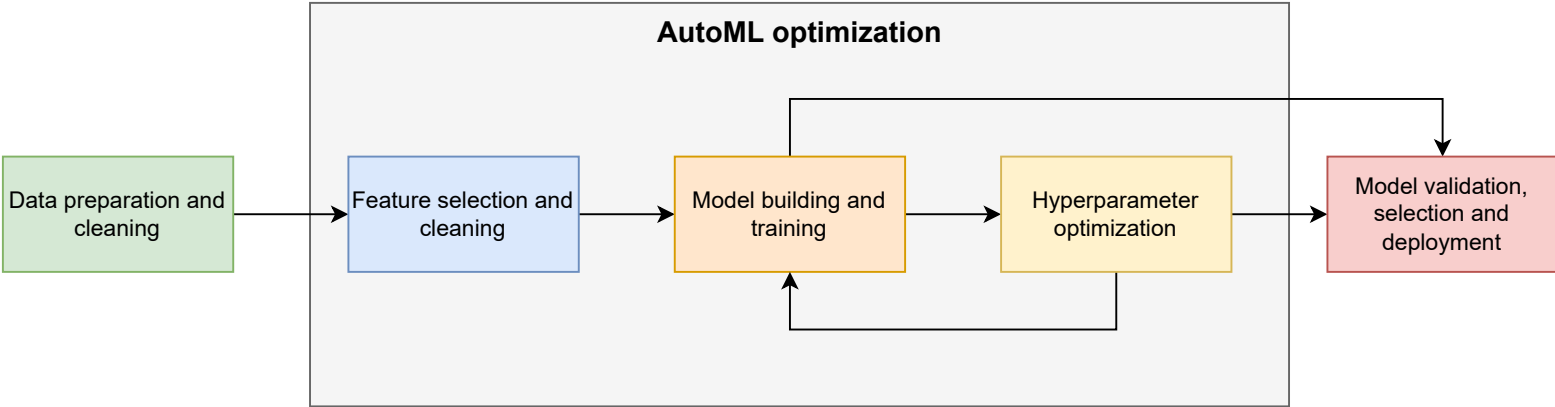 AutoML optimization
Data preparation and
cleaning
Feature selection and
cleaning
Model building and
training
Hyperparameter
optimization
Model validation,
selection and
deployment